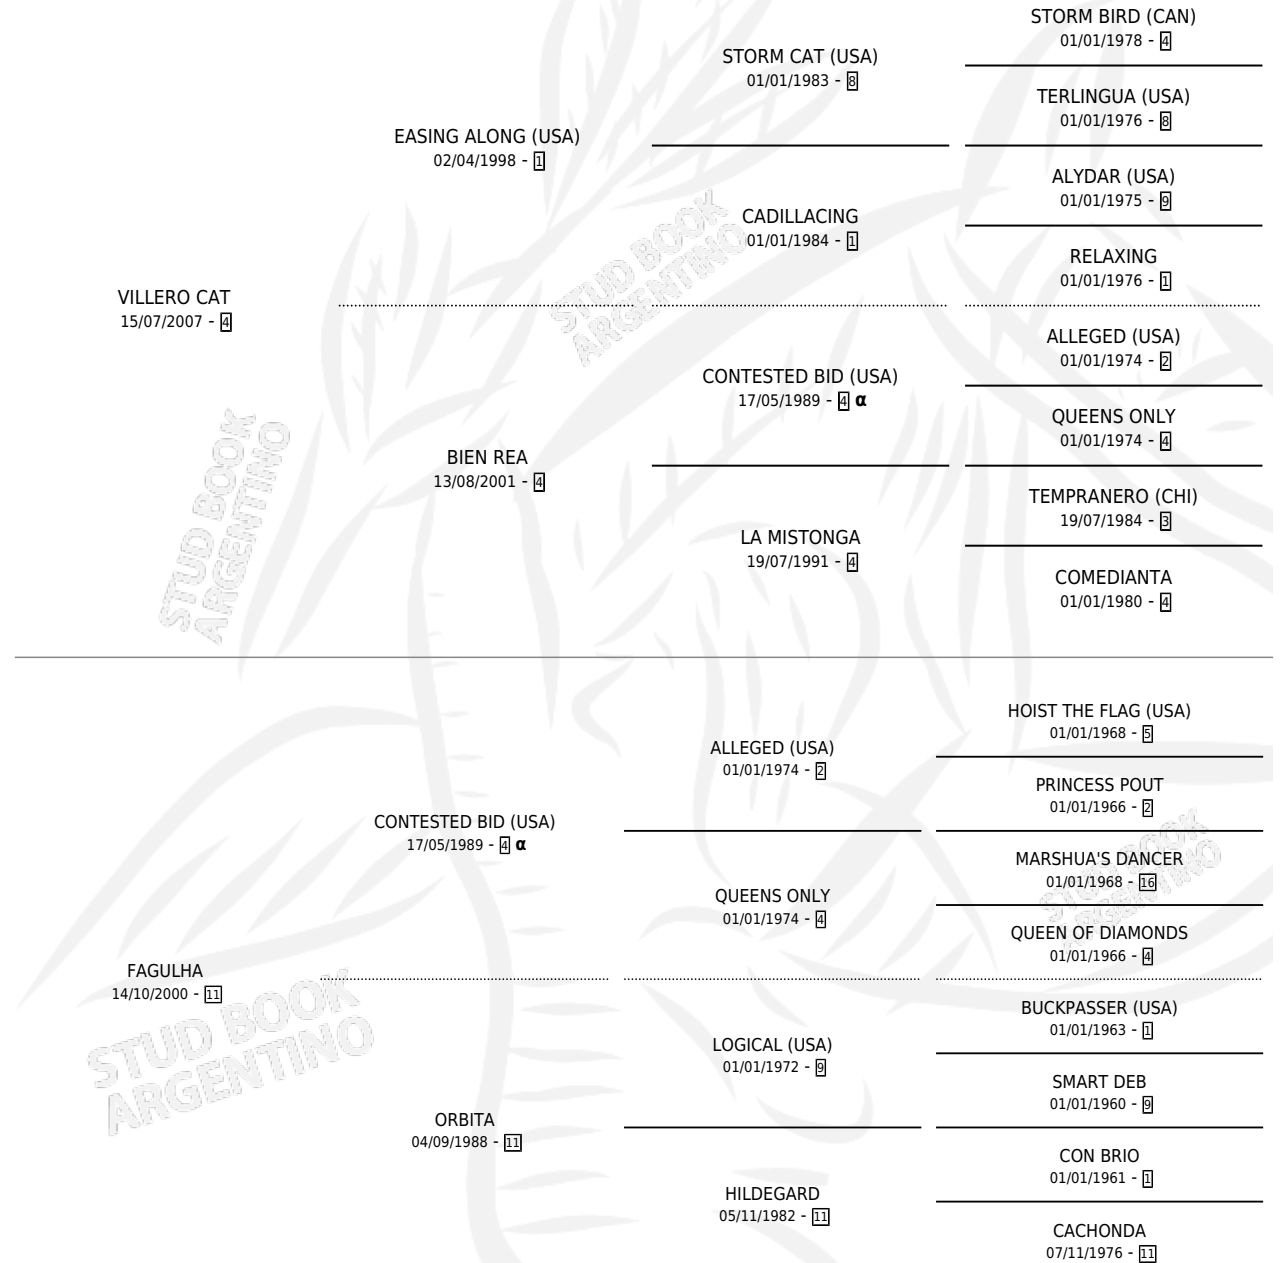 STORM BIRD (CAN)
01/01/1978 - 4
STORM CAT (USA)
01/01/1983 - 8
TERLINGUA (USA)
01/01/1976 - 8
EASING ALONG (USA)
02/04/1998 - 1
ALYDAR (USA)
01/01/1975 - 9
CADILLACING
01/01/1984 - 1
RELAXING
01/01/1976 - 1
VILLERO CAT
15/07/2007 - 4
ALLEGED (USA)
01/01/1974 - 2
CONTESTED BID (USA)
17/05/1989 - 4 α
QUEENS ONLY
01/01/1974 - 4
BIEN REA
13/08/2001 - 4
TEMPRANERO (CHI)
19/07/1984 - 3
LA MISTONGA
19/07/1991 - 4
COMEDIANTA
01/01/1980 - 4
STUD BOOK
ARGENTINO
STUD BOOK
ARGENTINO
HOIST THE FLAG (USA)
01/01/1968 - 5
ALLEGED (USA)
01/01/1974 - 2
PRINCESS POUT
01/01/1966 - 2
CONTESTED BID (USA)
17/05/1989 - 4 α
MARSHUA'S DANCER
01/01/1968 - 16
QUEENS ONLY
01/01/1974 - 4
QUEEN OF DIAMONDS
01/01/1966 - 4
FAGULHA
14/10/2000 - 11
BUCKPASSER (USA)
01/01/1963 - 1
LOGICAL (USA)
01/01/1972 - 9
SMART DEB
01/01/1960 - 9
ORBITA
04/09/1988 - 11
CON BRIO
01/01/1961 - 1
HILDEGARD
05/11/1982 - 11
CACHONDA
07/11/1976 - 11
STUD BOOK
ARGENTINO
STUD BOOK
ARGENTINO